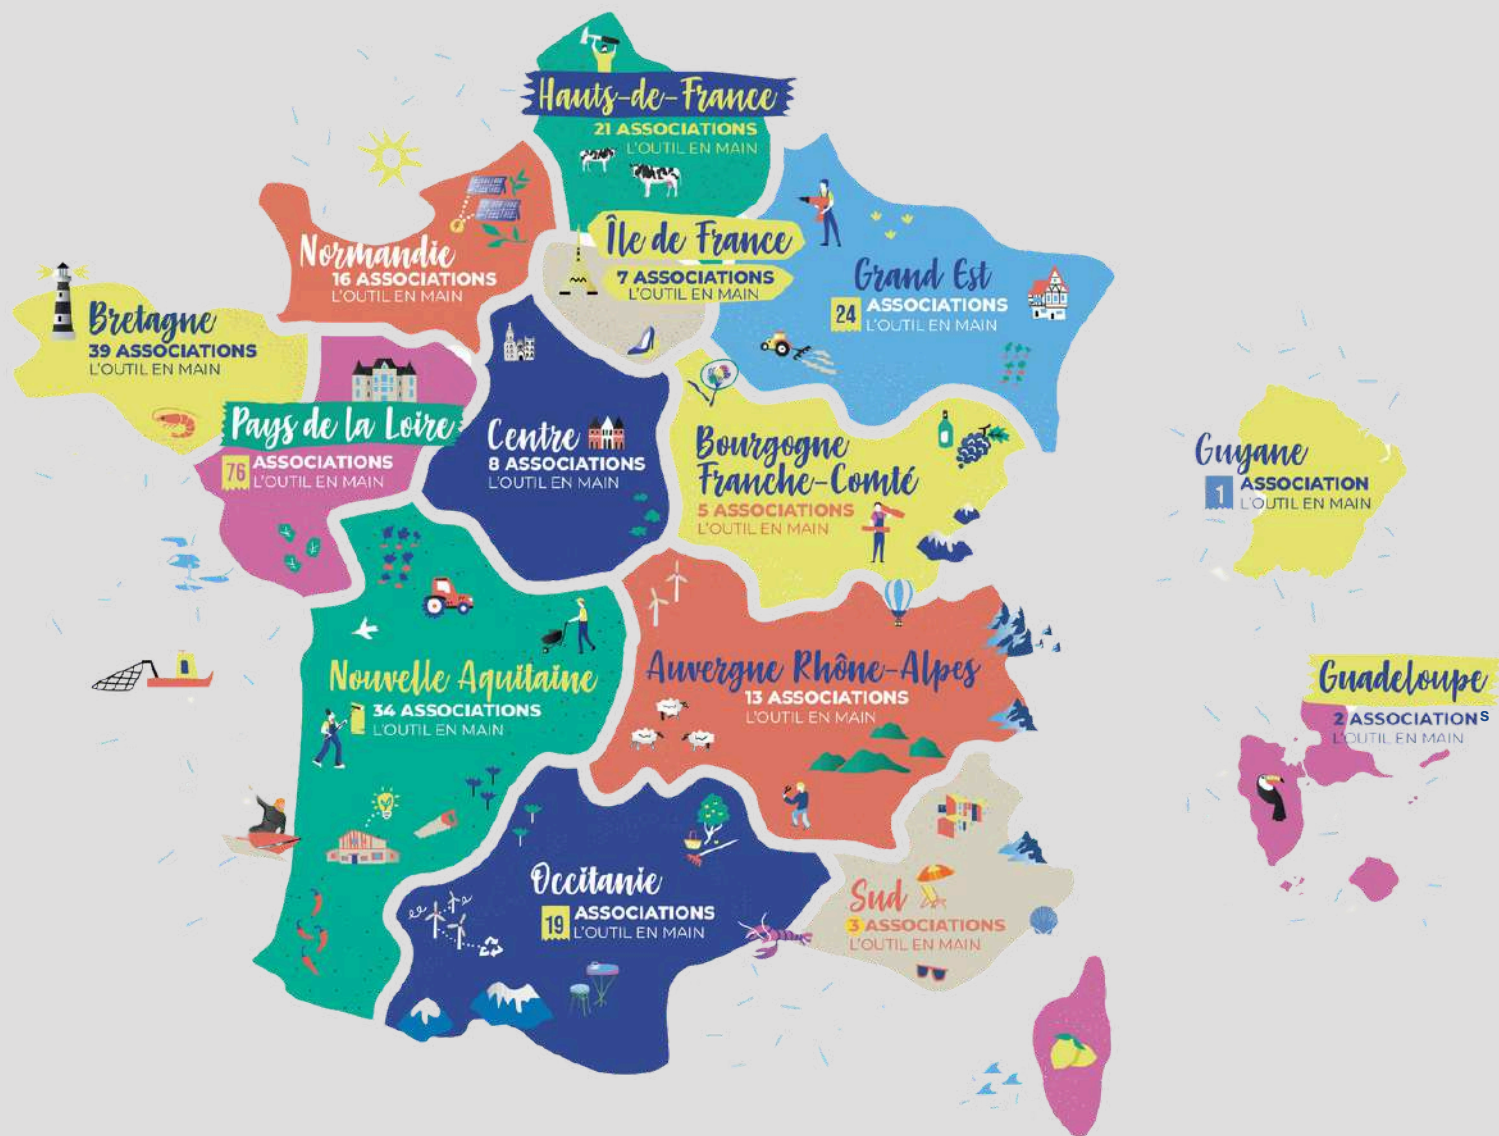 Hauts-de-France
21 ASSOCIATIONS
L'OUTIL EN MAIN
Île de France
7 ASSOCIATIONS
L'OUTIL EN MAIN
Normandie
16 ASSOCIATIONS
L'OUTIL EN MAIN
Grand Est
24 ASSOCIATIONS
L'OUTIL EN MAIN
Bretagne
39 ASSOCIATIONS
L'OUTIL EN MAIN
Pays de la Loire
76 ASSOCIATIONS
L'OUTIL EN MAIN
Centre
8 ASSOCIATIONS
L'OUTIL EN MAIN
Bourgogne
Franche-Comté
5 ASSOCIATIONS
L'OUTIL EN MAIN
Guyane
1 ASSOCIATION
L'OUTIL EN MAIN
Nouvelle Aquitaine
34 ASSOCIATIONS
L'OUTIL EN MAIN
Auvergne Rhône-Alpes
13 ASSOCIATIONS
L'OUTIL EN MAIN
Guadeloupe
2 ASSOCIATIONs
L'OUTIL EN MAIN
Occitanie
19 ASSOCIATIONS
L'OUTIL EN MAIN
Sud
3 ASSOCIATIONS
L'OUTIL EN MAIN